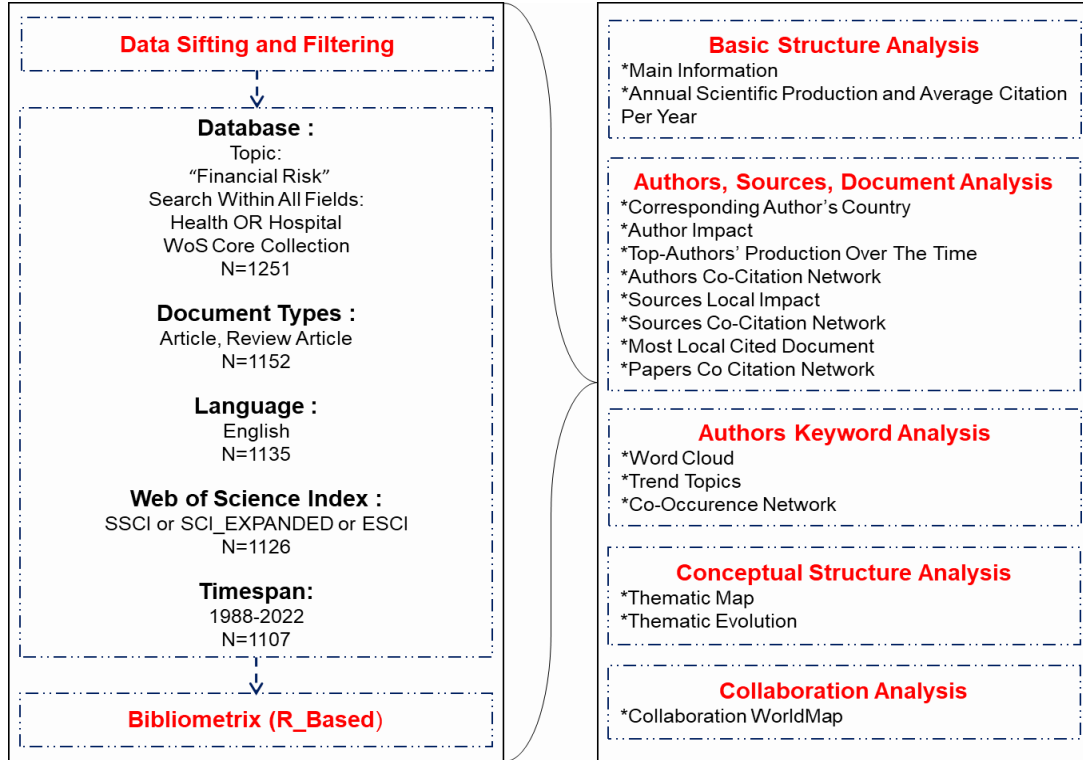 Data Sifting and Filtering
Database :
Topic:
“Financial Risk”
Search Within All Fields:
Health OR Hospital
WoS Core Collection
N=1251
Document Types :
Article, Review Article
N=1152
Language :
English
N=1135
Web of Science Index :
SSCI or SCI_EXPANDED or ESCI
N=1126
Timespan:
1988-2022
N=1107
Bibliometrix (R_Based)
Basic Structure Analysis
*Main Information
*Annual Scientific Production and Average Citation
Per Year
Authors, Sources, Document Analysis
*Corresponding Author’s Country
*Author Impact
*Top-Authors’ Production Over The Time
*Authors Co-Citation Network
*Sources Local Impact
*Sources Co-Citation Network
*Most Local Cited Document
*Papers Co Citation Network
Authors Keyword Analysis
*Word Cloud
*Trend Topics
*Co-Occurence Network
Conceptual Structure Analysis
*Thematic Map
*Thematic Evolution
Collaboration Analysis
*Collaboration WorldMap